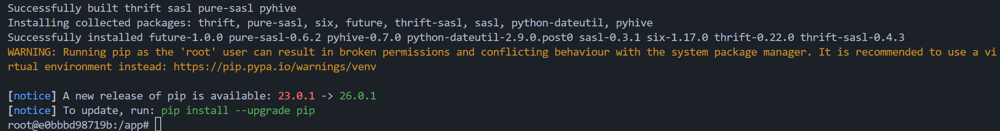 Successfully built thrift sasl pure-sasl pyhive
Installing collected packages: thrift, pure-sasl, six, future, thrift-sasl, sasl, python-dateutil, pyhive
Successfully installed future-1.0.0 pure-sasl-0.6.2 pyhive-0.7.0 python-dateutil-2.9.0.post0 sasl-0.3.1 six-1.17.0 thrift-0.22.0 thrift-sasl-0.4.3
WARNING: Running pip as the 'root' user can result in broken permissions and conflicting behaviour with the system package manager. It is recommended to use a vi
rtual environment instead: https://pip.pypa.io/warnings/venv
[notice] A new release of pip is available: 23.0.1 -> 26.0.1
[notice] To update, run: pip install --upgrade pip
root@e0bbbd98719b:/app#